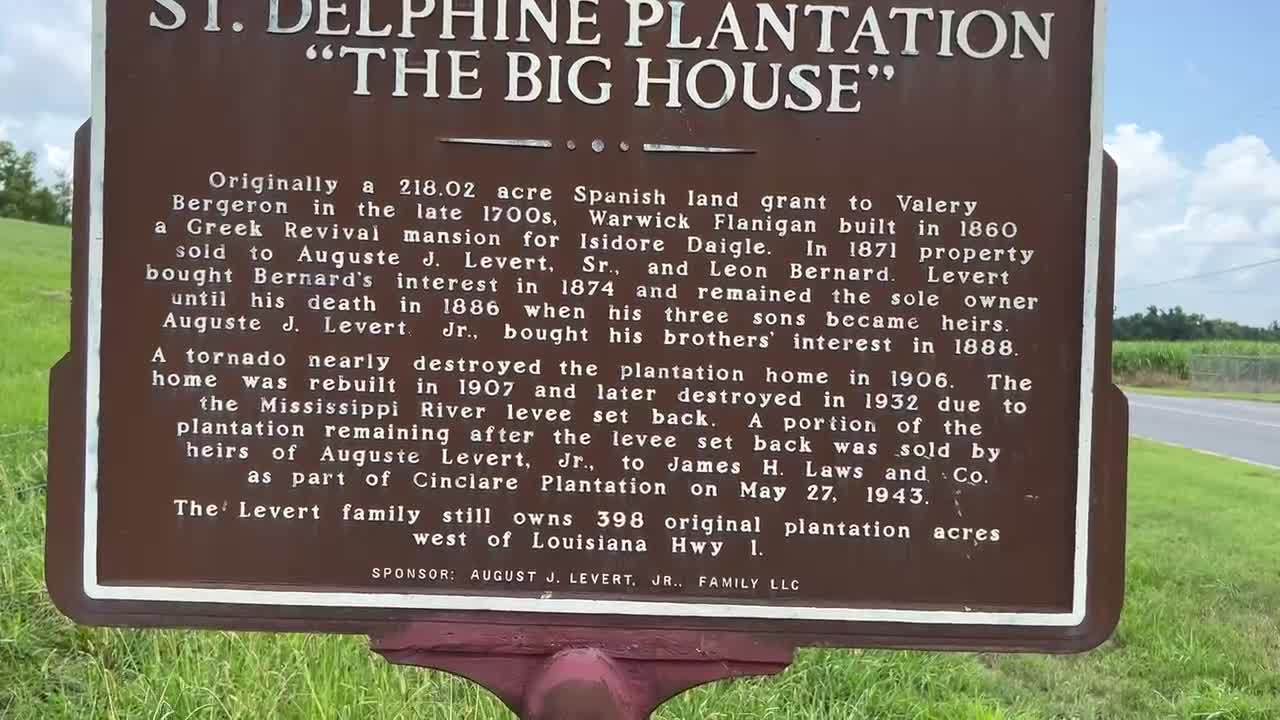 ST. DELPHINE PLANTATION
“THE BIG HOUSE”
Originally a 218.02 acre Spanish land grant to Valery
Bergeron in the late 1700s, Warwick Flanigan built in 1860
a Greek Revival mansion for Isidore Daigle. In 1871 property
sold to Auguste J. Levert, Sr., and Leon Bernard. Levert
bought Bernard's interest in 1874 and remained the sole owner
until his death in 1886 when his three sons became heirs.
Auguste J. Levert Jr., bought his brothers' interest in 1888.
A tornado nearly destroyed the plantation home in 1906. The
home was rebuilt in 1907 and later destroyed in 1932 due to
the Mississippi River levee set back. A portion of the
plantation remaining after the levee set back was sold by
heirs of Auguste Levert, Jr., to James H. Laws and Co.
as part of Cinclare Plantation on May 27, 1943.
The Levert family still owns 398 original plantation acres
west of Louisiana Hwy 1.
SPONSOR: AUGUST J. LEVERT, JR., FAMILY LLC